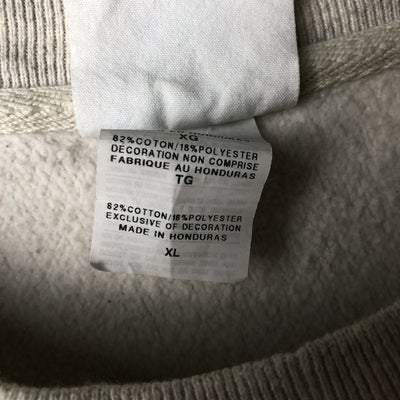 XG
82%COTTON/18%POLYESTER
DECORATION NON COMPRISE
FABRIQUE AU HONDURAS
TG
82%COTTON/18%POLYESTER
EXCLUSIVE OF DECORATION
MADE IN HONDURAS
XL